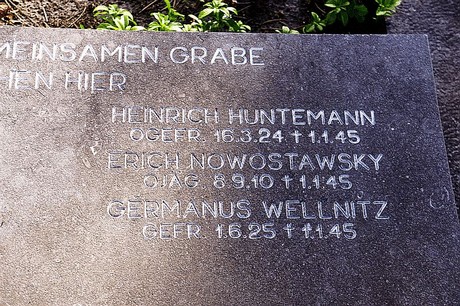 MEINSAMEN GRABE
IEN HIER
HEINRICH HUNTEMANN
OGEFR. 16.3.24 † 1.1.45
ERICH NOWOSTAWSKY
OJAG. 8.9.10 † 1.1.45
GERMANUS WELLNITZ
GEFR. 1.6.25 † 1.1.45